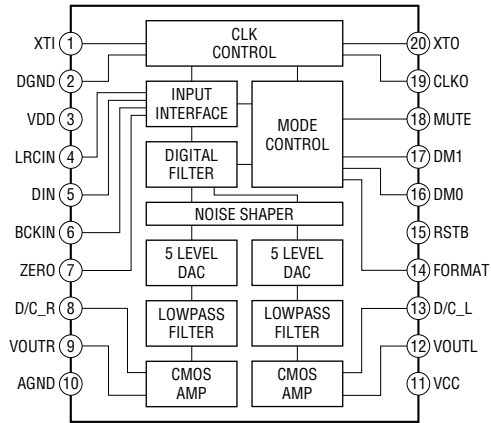 XTI 1
DGND 2
VDD 3
LRCIN 4
DIN 5
BCKIN 6
ZERO 7
D/C_R 8
VOUTR 9
AGND 10
CLK
CONTROL
INPUT
INTERFACE
MODE
CONTROL
DIGITAL
FILTER
NOISE SHAPER
5 LEVEL
DAC
5 LEVEL
DAC
LOWPASS
FILTER
LOWPASS
FILTER
CMOS
AMP
CMOS
AMP
20 XTO
19 CLKO
18 MUTE
17 DM1
16 DM0
15 RSTB
14 FORMAT
13 D/C_L
12 VOUTL
11 VCC